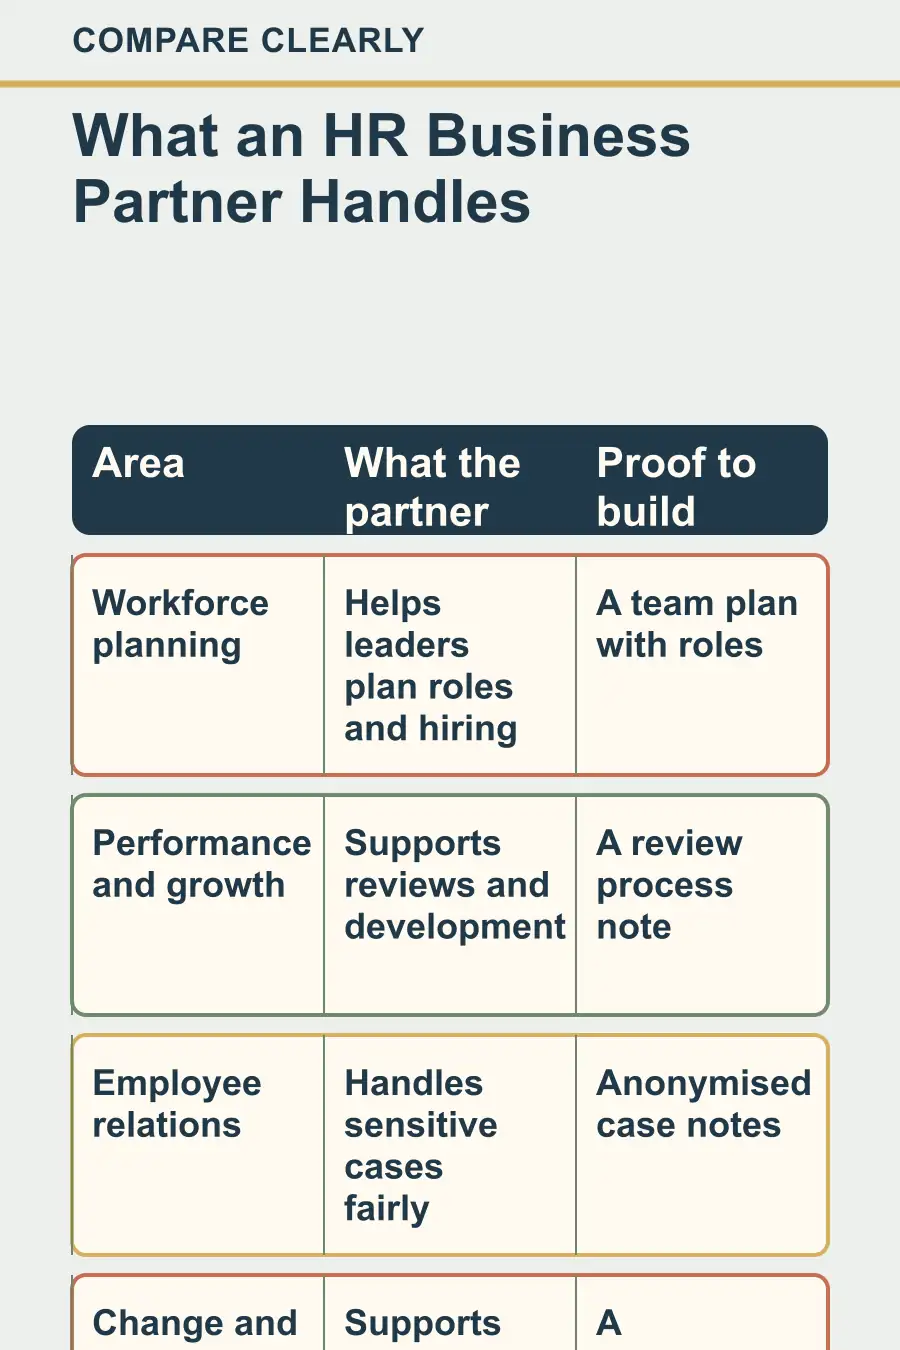 COMPARE CLEARLY
What an HR Business
Partner Handles
Area
What the
partner
Proof to
build
Workforce
planning
Helps
leaders
plan roles
and hiring
A team plan
with roles
Performance
and growth
Supports
reviews and
development
A review
process
note
Employee
relations
Handles
sensitive
cases
fairly
Anonymised
case notes
Change and
Supports
A